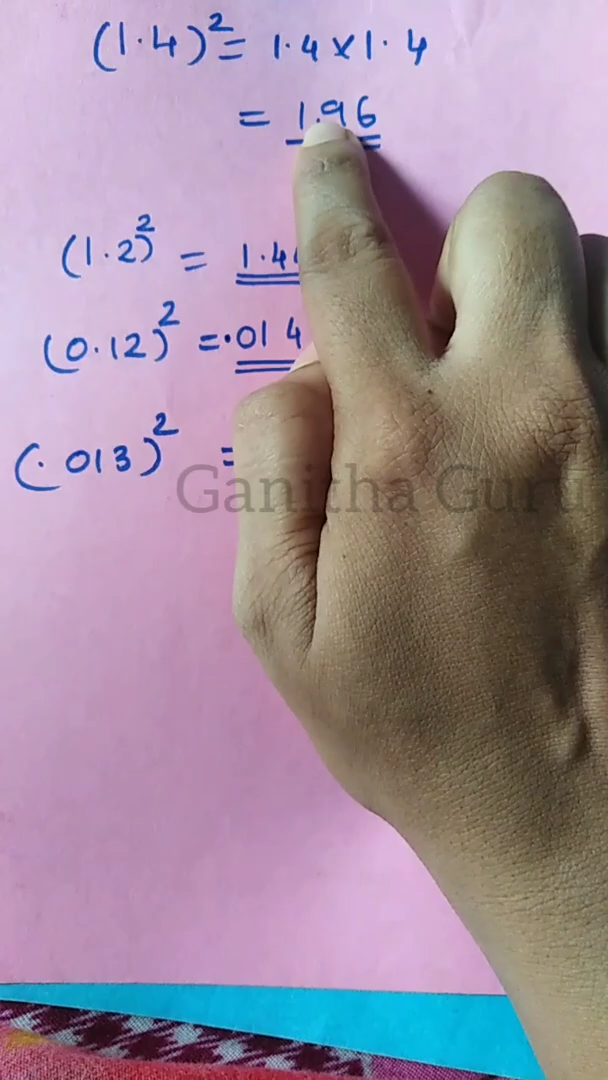 (1.4)² = 1.4 × 1.4
= 1.96
(1.2)² = 1.4
(0.12)² = .014
(.013)² =
Ganitha Guru